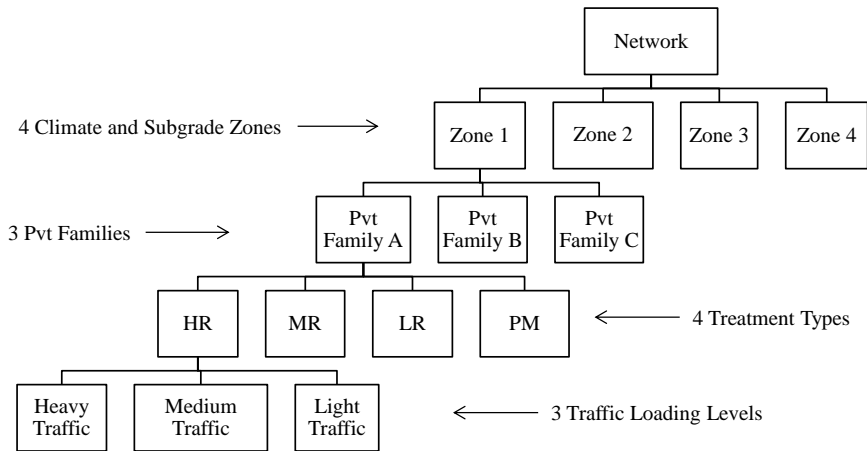 Network
4 Climate and Subgrade Zones
Zone 1
Zone 2
Zone 3
Zone 4
3 Pvt Families
Pvt
Family A
Pvt
Family B
Pvt
Family C
HR
MR
LR
PM
4 Treatment Types
Heavy
Traffic
Medium
Traffic
Light
Traffic
3 Traffic Loading Levels